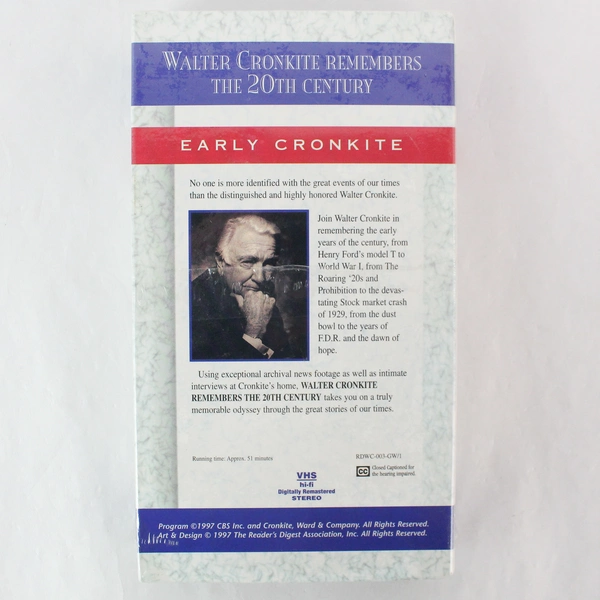 WALTER CRONKITE REMEMBERS
THE 20TH CENTURY
EARLY CRONKITE
No one is more identified with the great events of our times
than the distinguished and highly honored Walter Cronkite.
Join Walter Cronkite in
remembering the early
years of the century, from
Henry Ford's model T to
World War I, from The
Roaring '20s and
Prohibition to the devas-
tating Stock market crash
of 1929, from the dust
bowl to the years of
F.D.R. and the dawn of
hope.
Using exceptional archival news footage as well as intimate
interviews at Cronkite's home, WALTER CRONKITE
REMEMBERS THE 20TH CENTURY takes you on a truly
memorable odyssey through the great stories of our times.
Running time: Approx. 51 minutes
RDWC-003-GW/1
CC Closed Captioned for
the hearing impaired.
VHS
hi-fi
Digitally Remastered
STEREO
Program ©1997 CBS Inc. and Cronkite, Ward & Company. All Rights Reserved.
Art & Design © 1997 The Reader's Digest Association, Inc. All Rights Reserved.